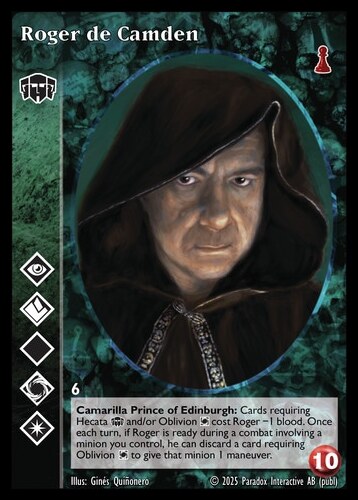 Roger de Camden
6
Camarilla Prince of Edinburgh: Cards requiring
Hecata and/or Oblivion cost Roger −1 blood. Once
each turn, if Roger is ready during a combat involving a
minion you control, he can discard a card requiring
Oblivion to give that minion 1 maneuver.
10
Illus: Ginés Quiñonero
© 2025 Paradox Interactive AB (publ)